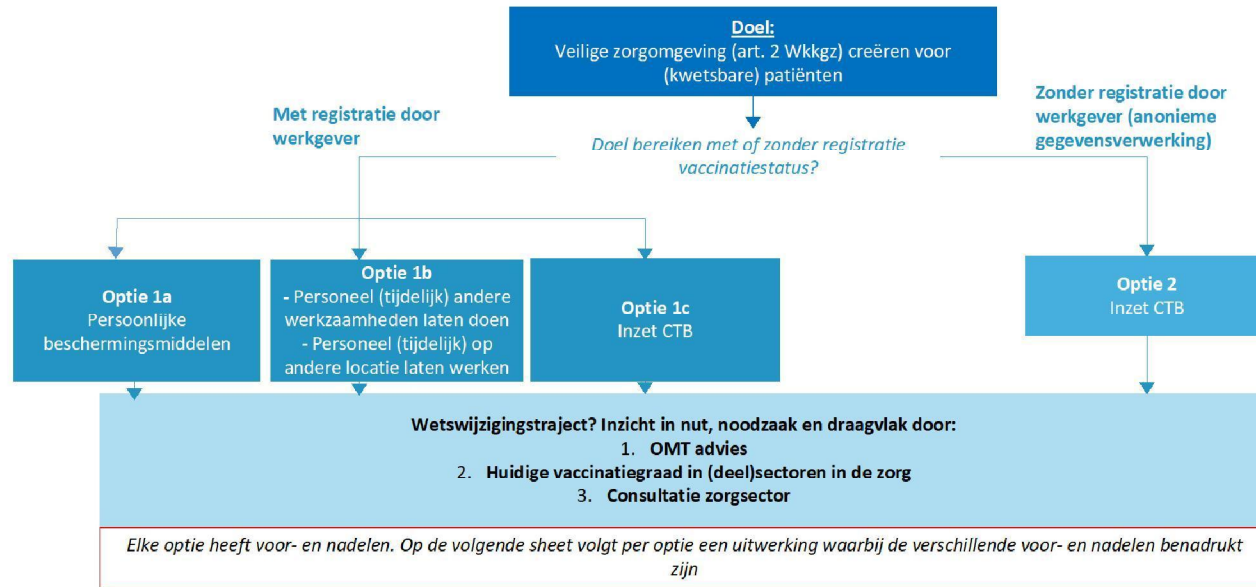 Doel:
Veilige zorgomgeving (art. 2 Wkkgz) creëren voor
(kwetsbare) patiënten
Met registratie door
werkgever
Doel bereiken met of zonder registratie
vaccinatiestatus?
Zonder registratie door
werkgever (anonieme
gegevensverwerking)
Optie 1a
Persoonlijke
beschermingsmiddelen
Optie 1b
- Personeel (tijdelijk) andere
werkzaamheden laten doen
- Personeel (tijdelijk) op
andere locatie laten werken
Optie 1c
Inzet CTB
Optie 2
Inzet CTB
Wetswijzigingstraject? Inzicht in nut, noodzaak en draagvlak door:
1. OMT advies
2. Huidige vaccinatiegraad in (deel)sectoren in de zorg
3. Consultatie zorgsector
Elke optie heeft voor- en nadelen. Op de volgende sheet volgt per optie een uitwerking waarbij de verschillende voor- en nadelen benadrukt
zijn